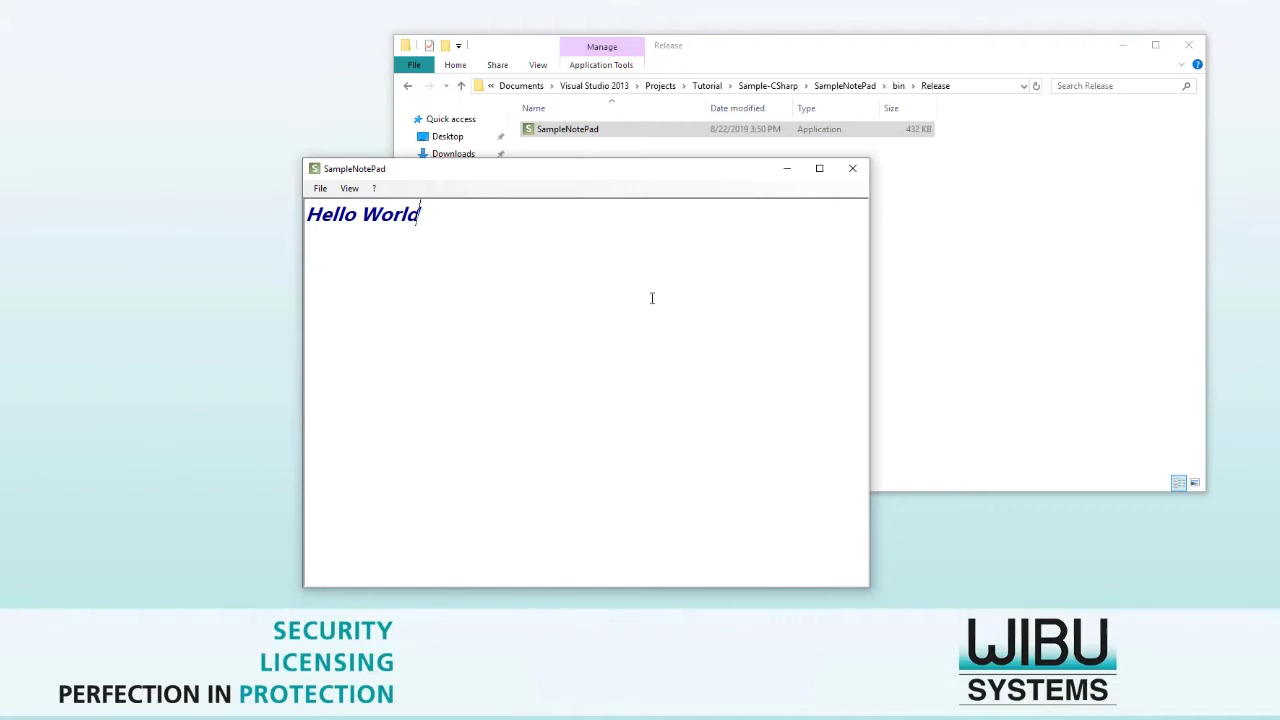 Manage
Release
File
Home
Share
View
Application Tools
« Documents > Visual Studio 2013 > Projects > Tutorial > Sample-CSharp > SampleNotePad > bin > Release
Search Release
Name
Date modified
Type
Size
Quick access
Desktop
Downloads
SampleNotePad
8/22/2019 3:50 PM
Application
432 KB
SampleNotePad
File
View
?
Hello World
SECURITY
LICENSING
PERFECTION IN PROTECTION
WIBU
SYSTEMS